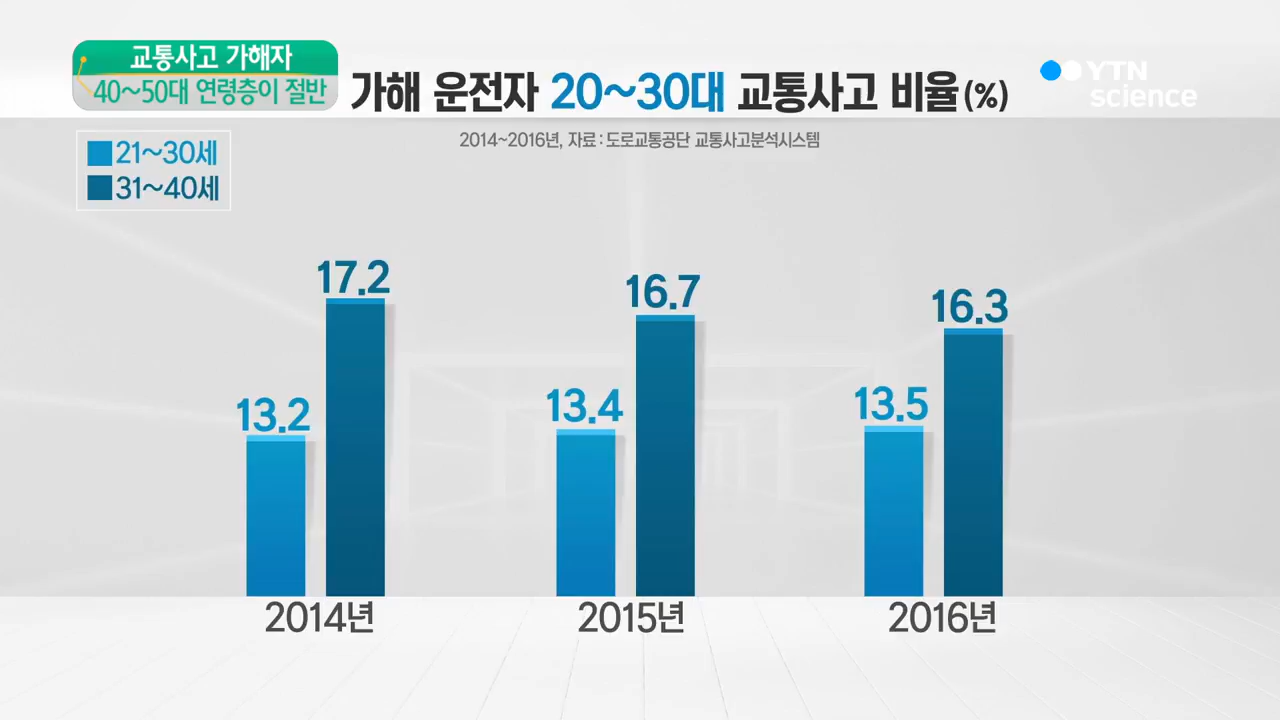 교통사고 가해자
40~50대 연령층이 절반
가해 운전자 20~30대 교통사고 비율(%)
YTN
science
2014~2016년, 자료 : 도로교통공단 교통사고분석시스템
21~30세
31~40세
13.2
17.2
13.4
16.7
13.5
16.3
2014년
2015년
2016년